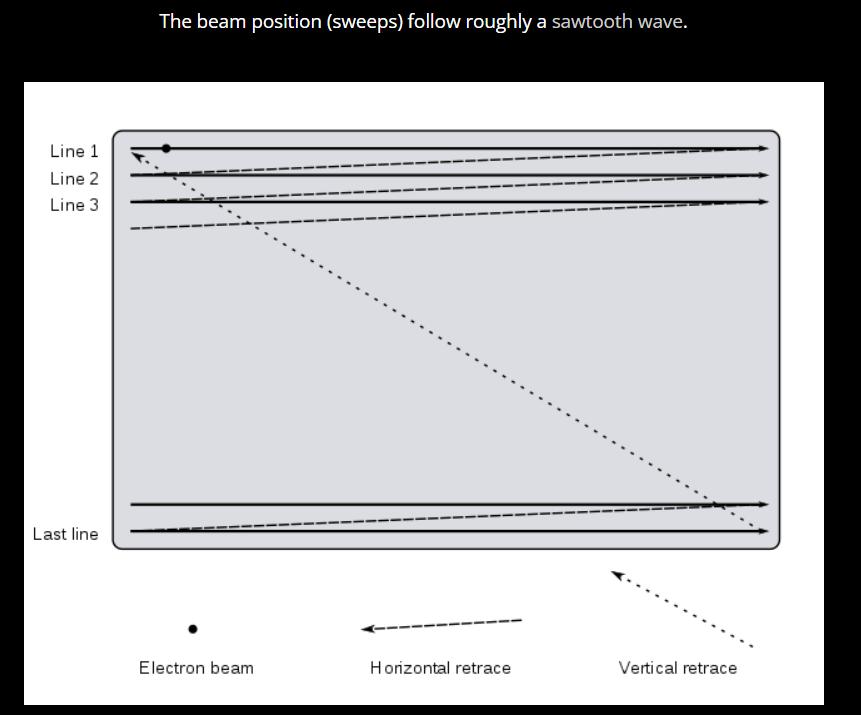 The beam position (sweeps) follow roughly a sawtooth wave.
Line 1
Line 2
Line 3
Last line
Electron beam
Horizontal retrace
Vertical retrace